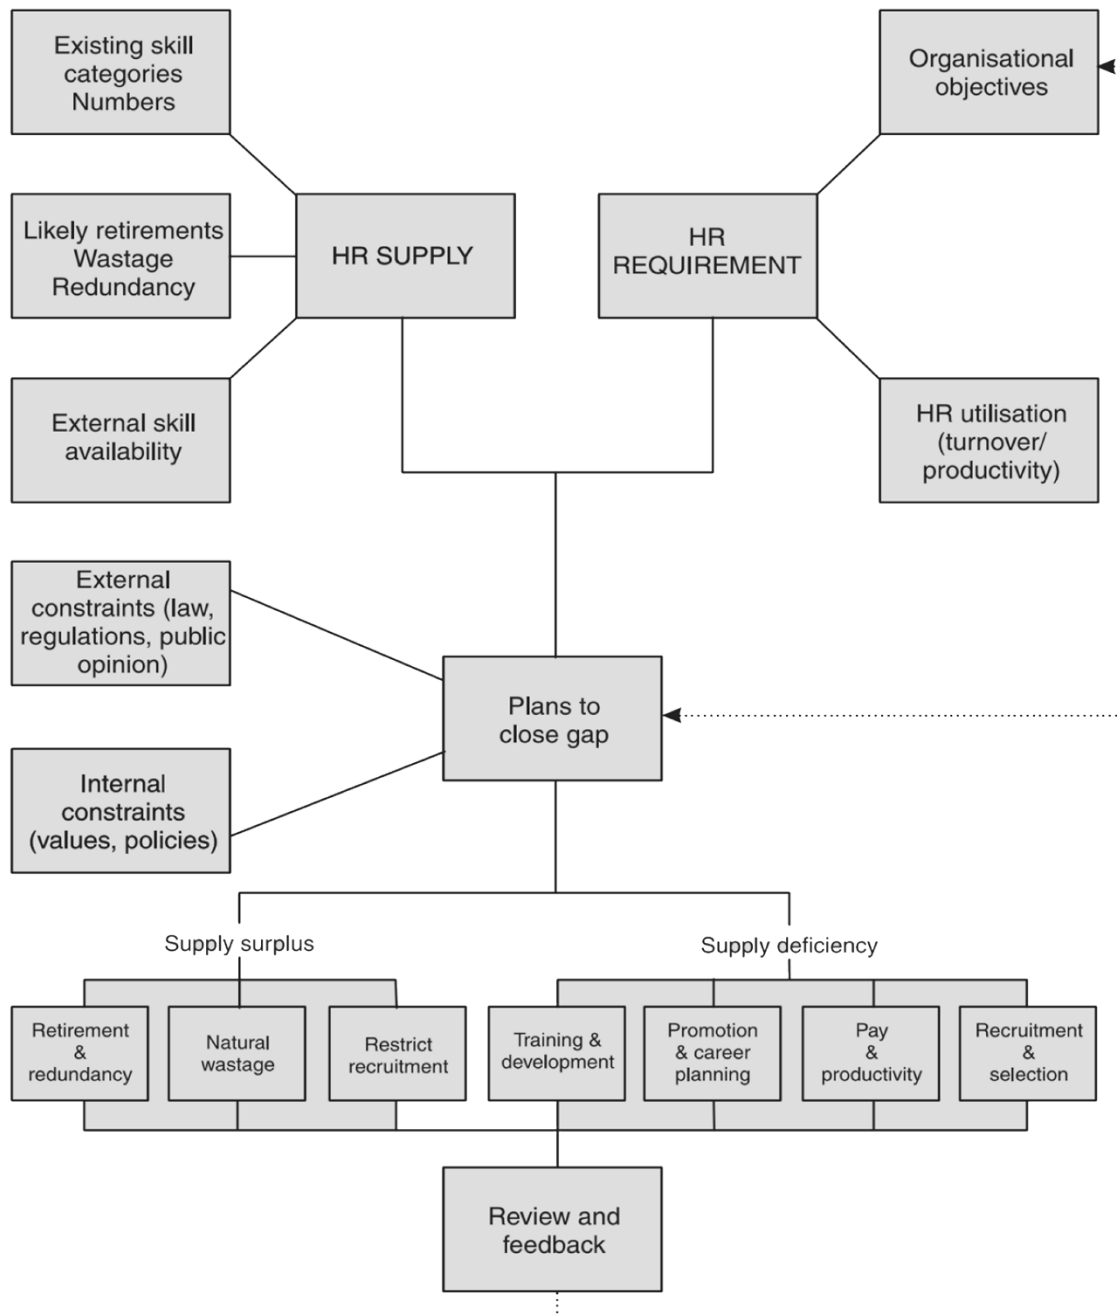 Existing skill
categories
Numbers
Organisational
objectives
Likely retirements
Wastage
Redundancy
HR SUPPLY
HR
REQUIREMENT
External skill
availability
HR utilisation
(turnover/
productivity)
External
constraints (law,
regulations, public
opinion)
Plans to
close gap
Internal
constraints
(values, policies)
Supply surplus
Supply deficiency
Retirement
&
redundancy
Natural
wastage
Restrict
recruitment
Training &
development
Promotion
& career
planning
Pay
&
productivity
Recruitment
&
selection
Review and
feedback